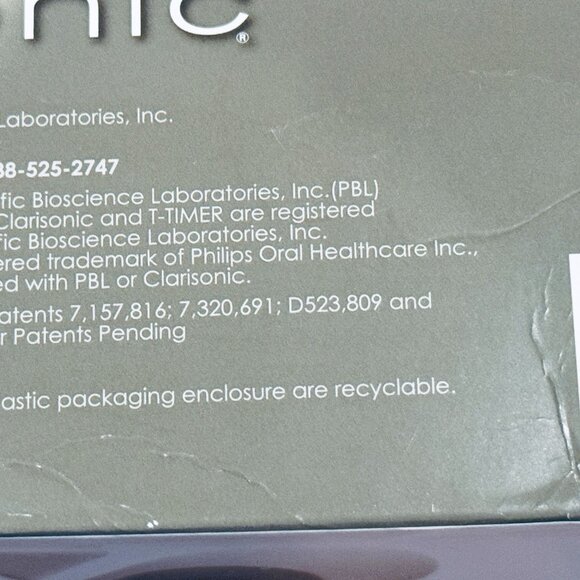 nic®
Laboratories, Inc.
88-525-2747
fic Bioscience Laboratories, Inc.(PBL)
Clarisonic and T-TIMER are registered
fic Bioscience Laboratories, Inc.
ered trademark of Philips Oral Healthcare Inc.,
ed with PBL or Clarisonic.
atents 7,157,816; 7,320,691; D523,809 and
r Patents Pending
lastic packaging enclosure are recyclable.